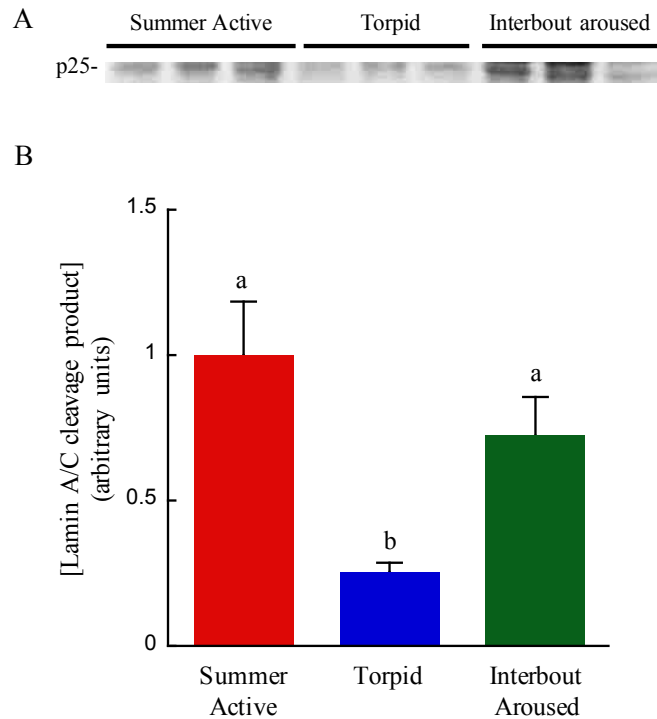 A
Summer Active
Torpid
Interbout aroused
p25-
B
1.5
1
0.5
0
[Lamin A/C cleavage product]
(arbitrary units)
a
b
a
Summer
Active
Torpid
Interbout
Aroused